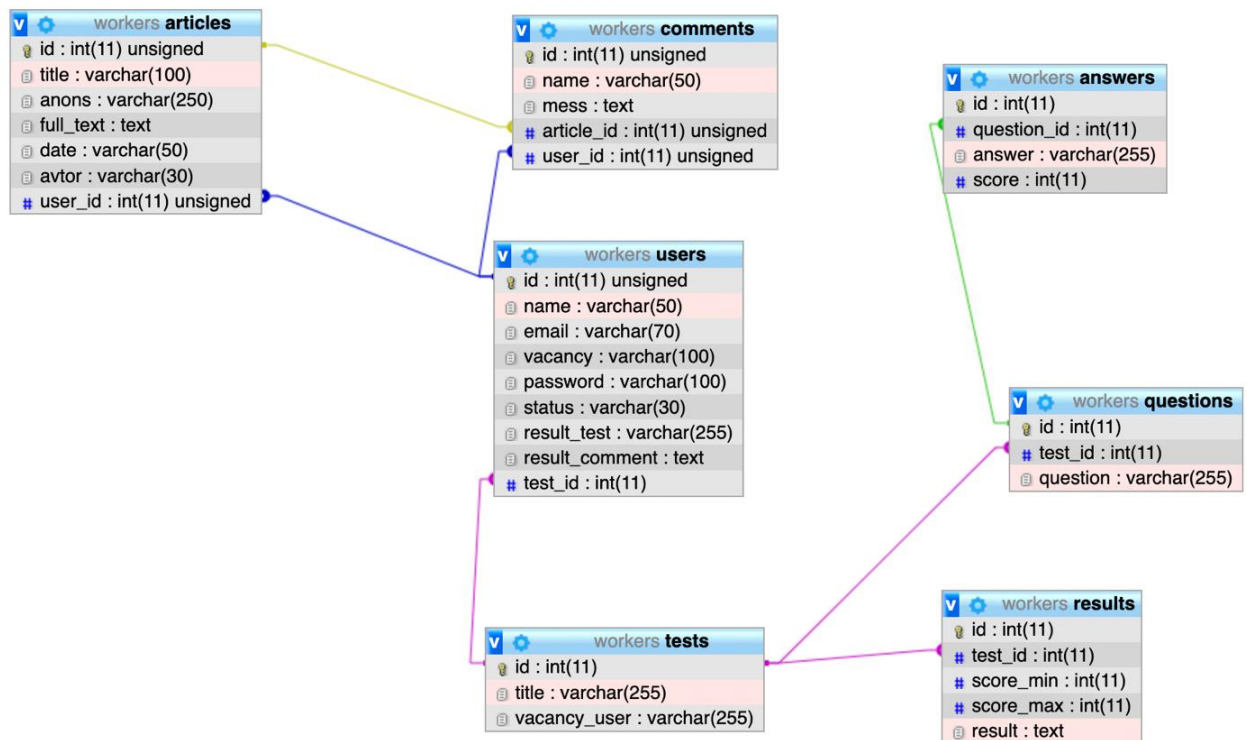 v workers articles
id : int(11) unsigned
title : varchar(100)
anons : varchar(250)
full_text : text
date : varchar(50)
avtor : varchar(30)
# user_id : int(11) unsigned
v workers comments
id : int(11) unsigned
name : varchar(50)
mess : text
# article_id : int(11) unsigned
# user_id : int(11) unsigned
v workers answers
id : int(11)
# question_id : int(11)
answer : varchar(255)
# score : int(11)
v workers users
id : int(11) unsigned
name : varchar(50)
email : varchar(70)
vacancy : varchar(100)
password : varchar(100)
status : varchar(30)
result_test : varchar(255)
result_comment : text
# test_id : int(11)
v workers questions
id : int(11)
# test_id : int(11)
question : varchar(255)
v workers tests
id : int(11)
title : varchar(255)
vacancy_user : varchar(255)
v workers results
id : int(11)
# test_id : int(11)
# score_min : int(11)
# score_max : int(11)
result : text